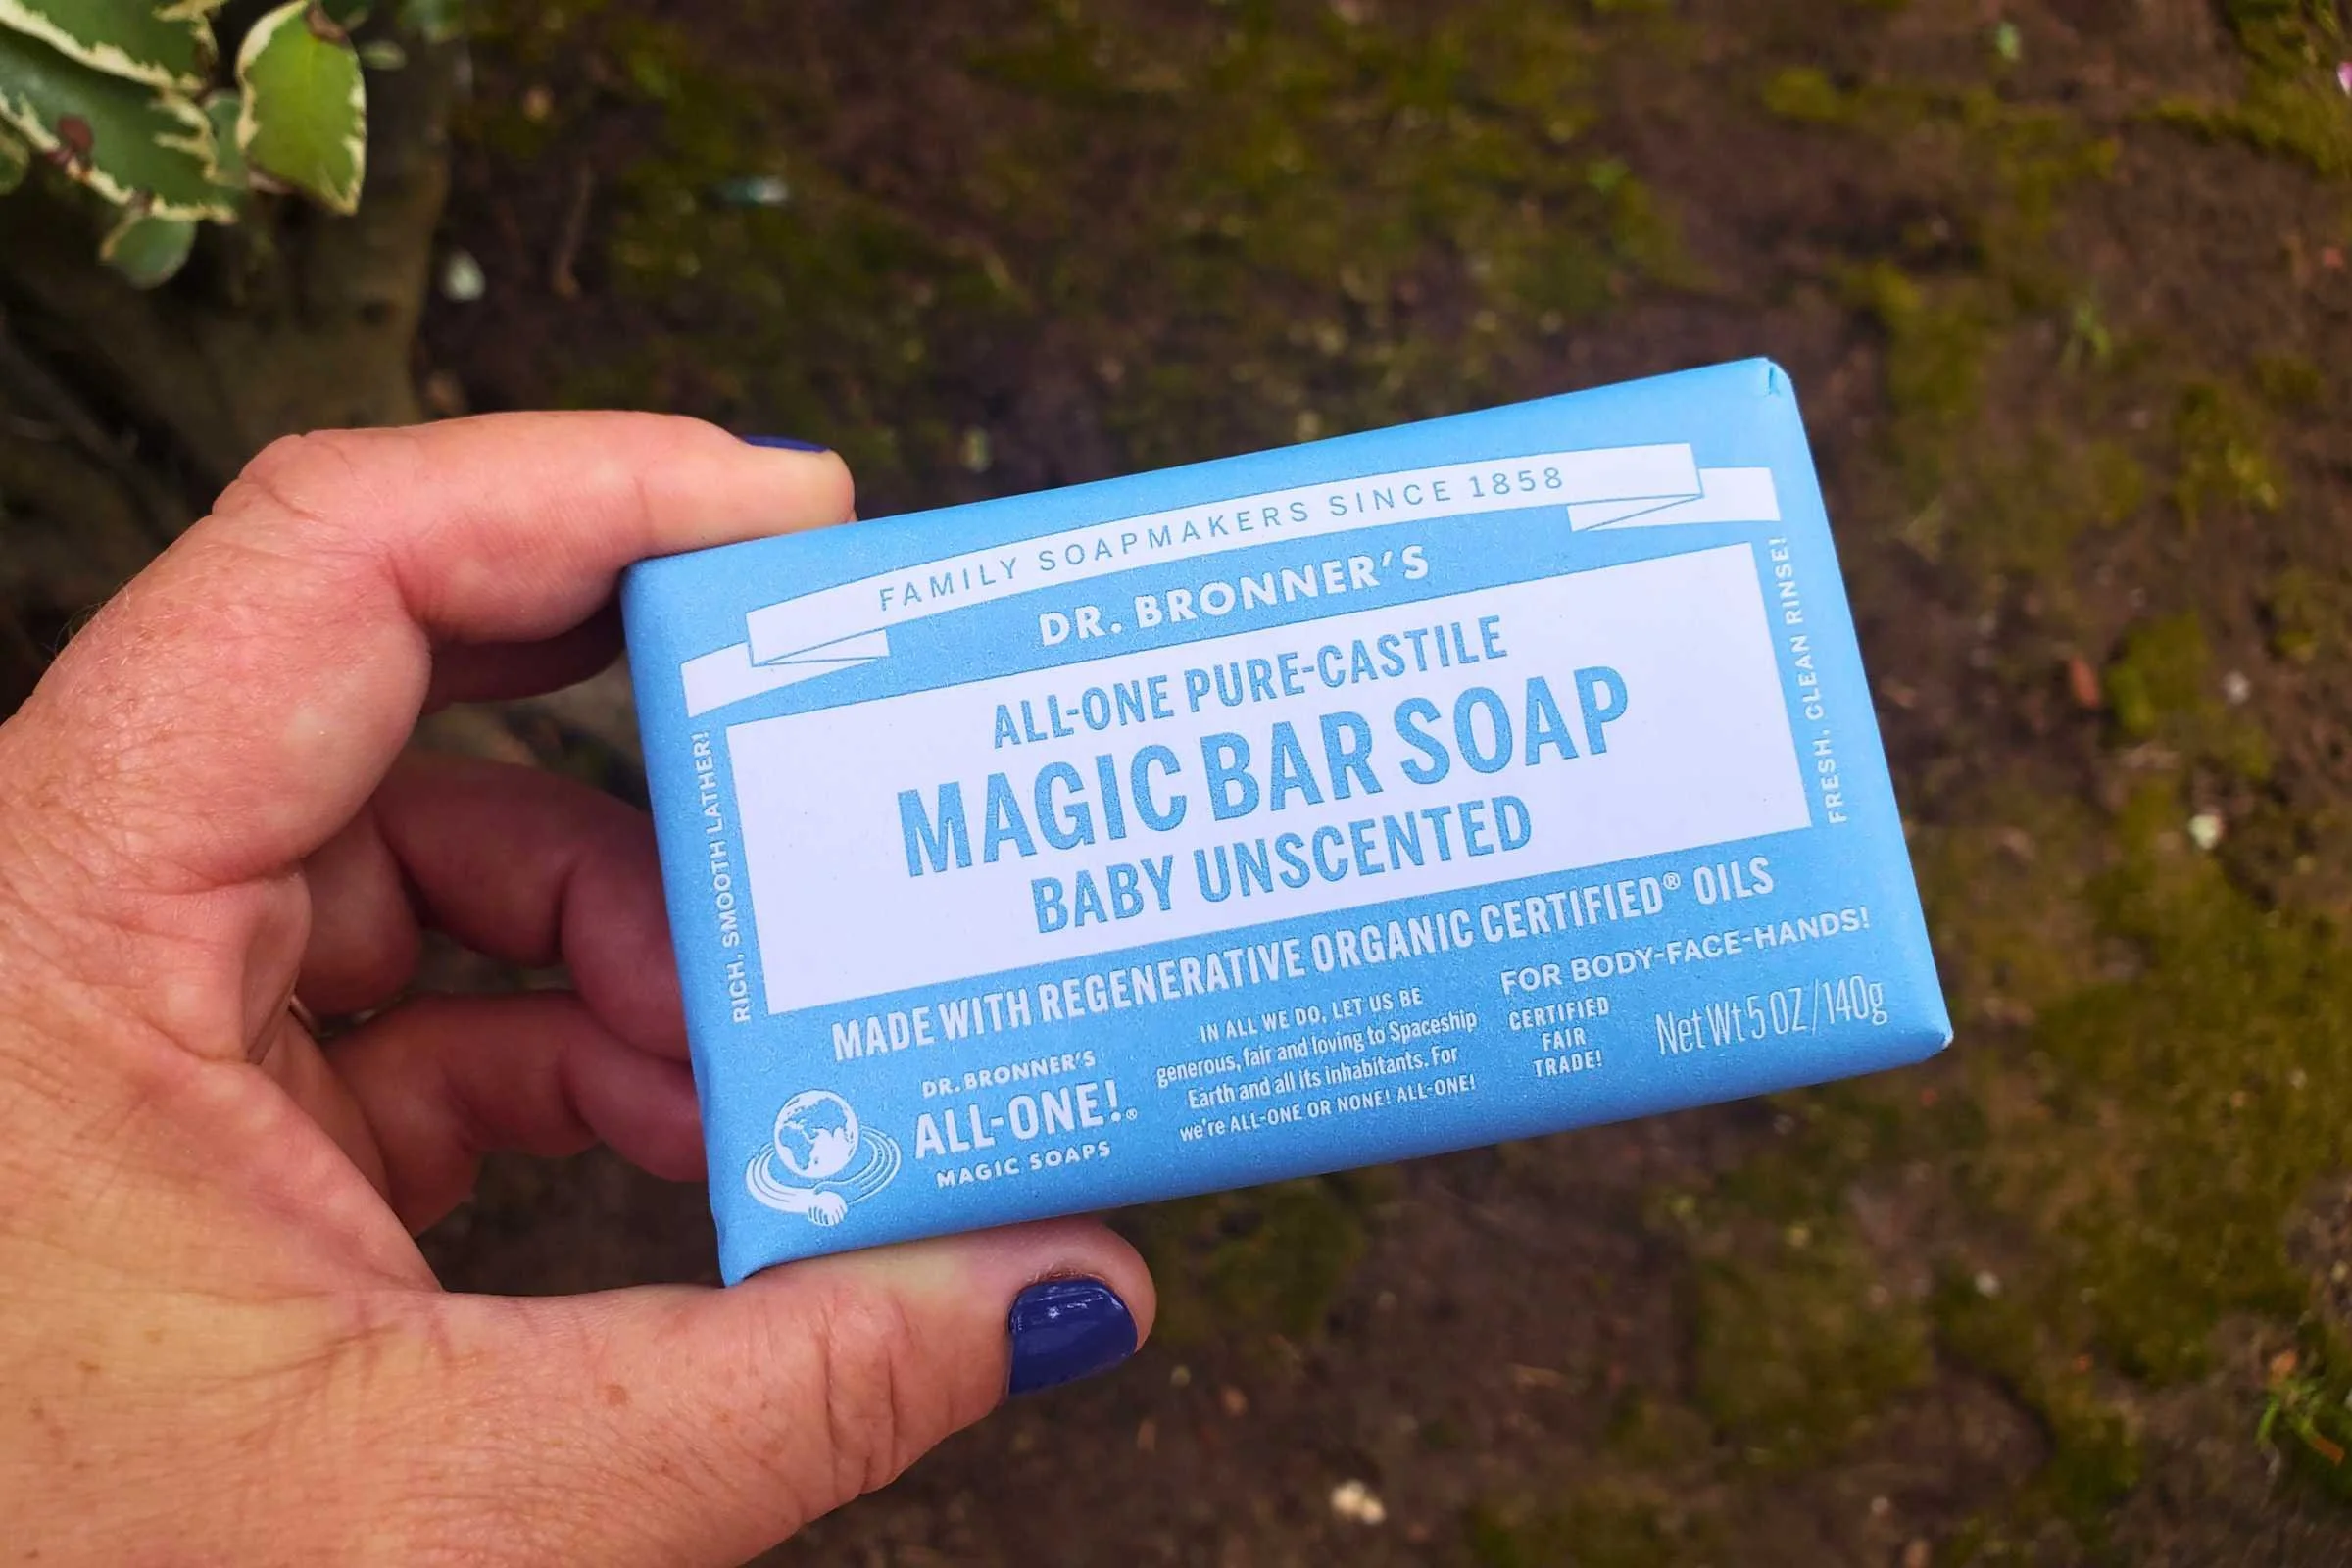 FAMILY SOAPMAKERS SINCE 1858
DR. BRONNER'S
ALL-ONE PURE-CASTILE
MAGIC BAR SOAP
BABY UNSCENTED
RICH, SMOOTH LATHER!
FRESH, CLEAN RINSE!
MADE WITH REGENERATIVE ORGANIC CERTIFIED® OILS
FOR BODY-FACE-HANDS!
DR. BRONNER'S
ALL-ONE!®
MAGIC SOAPS
IN ALL WE DO, LET US BE
generous, fair and loving to Spaceship
Earth and all its inhabitants. For
we're ALL-ONE OR NONE! ALL-ONE!
CERTIFIED
FAIR
TRADE!
Net Wt 5 OZ/140g